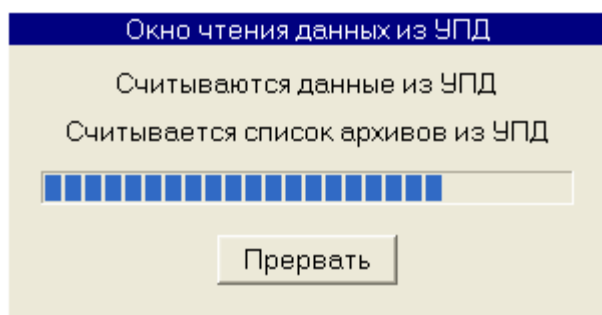 Окно чтения данных из УПД
Считываются данные из УПД
Считывается список архивов из УПД
Прервать